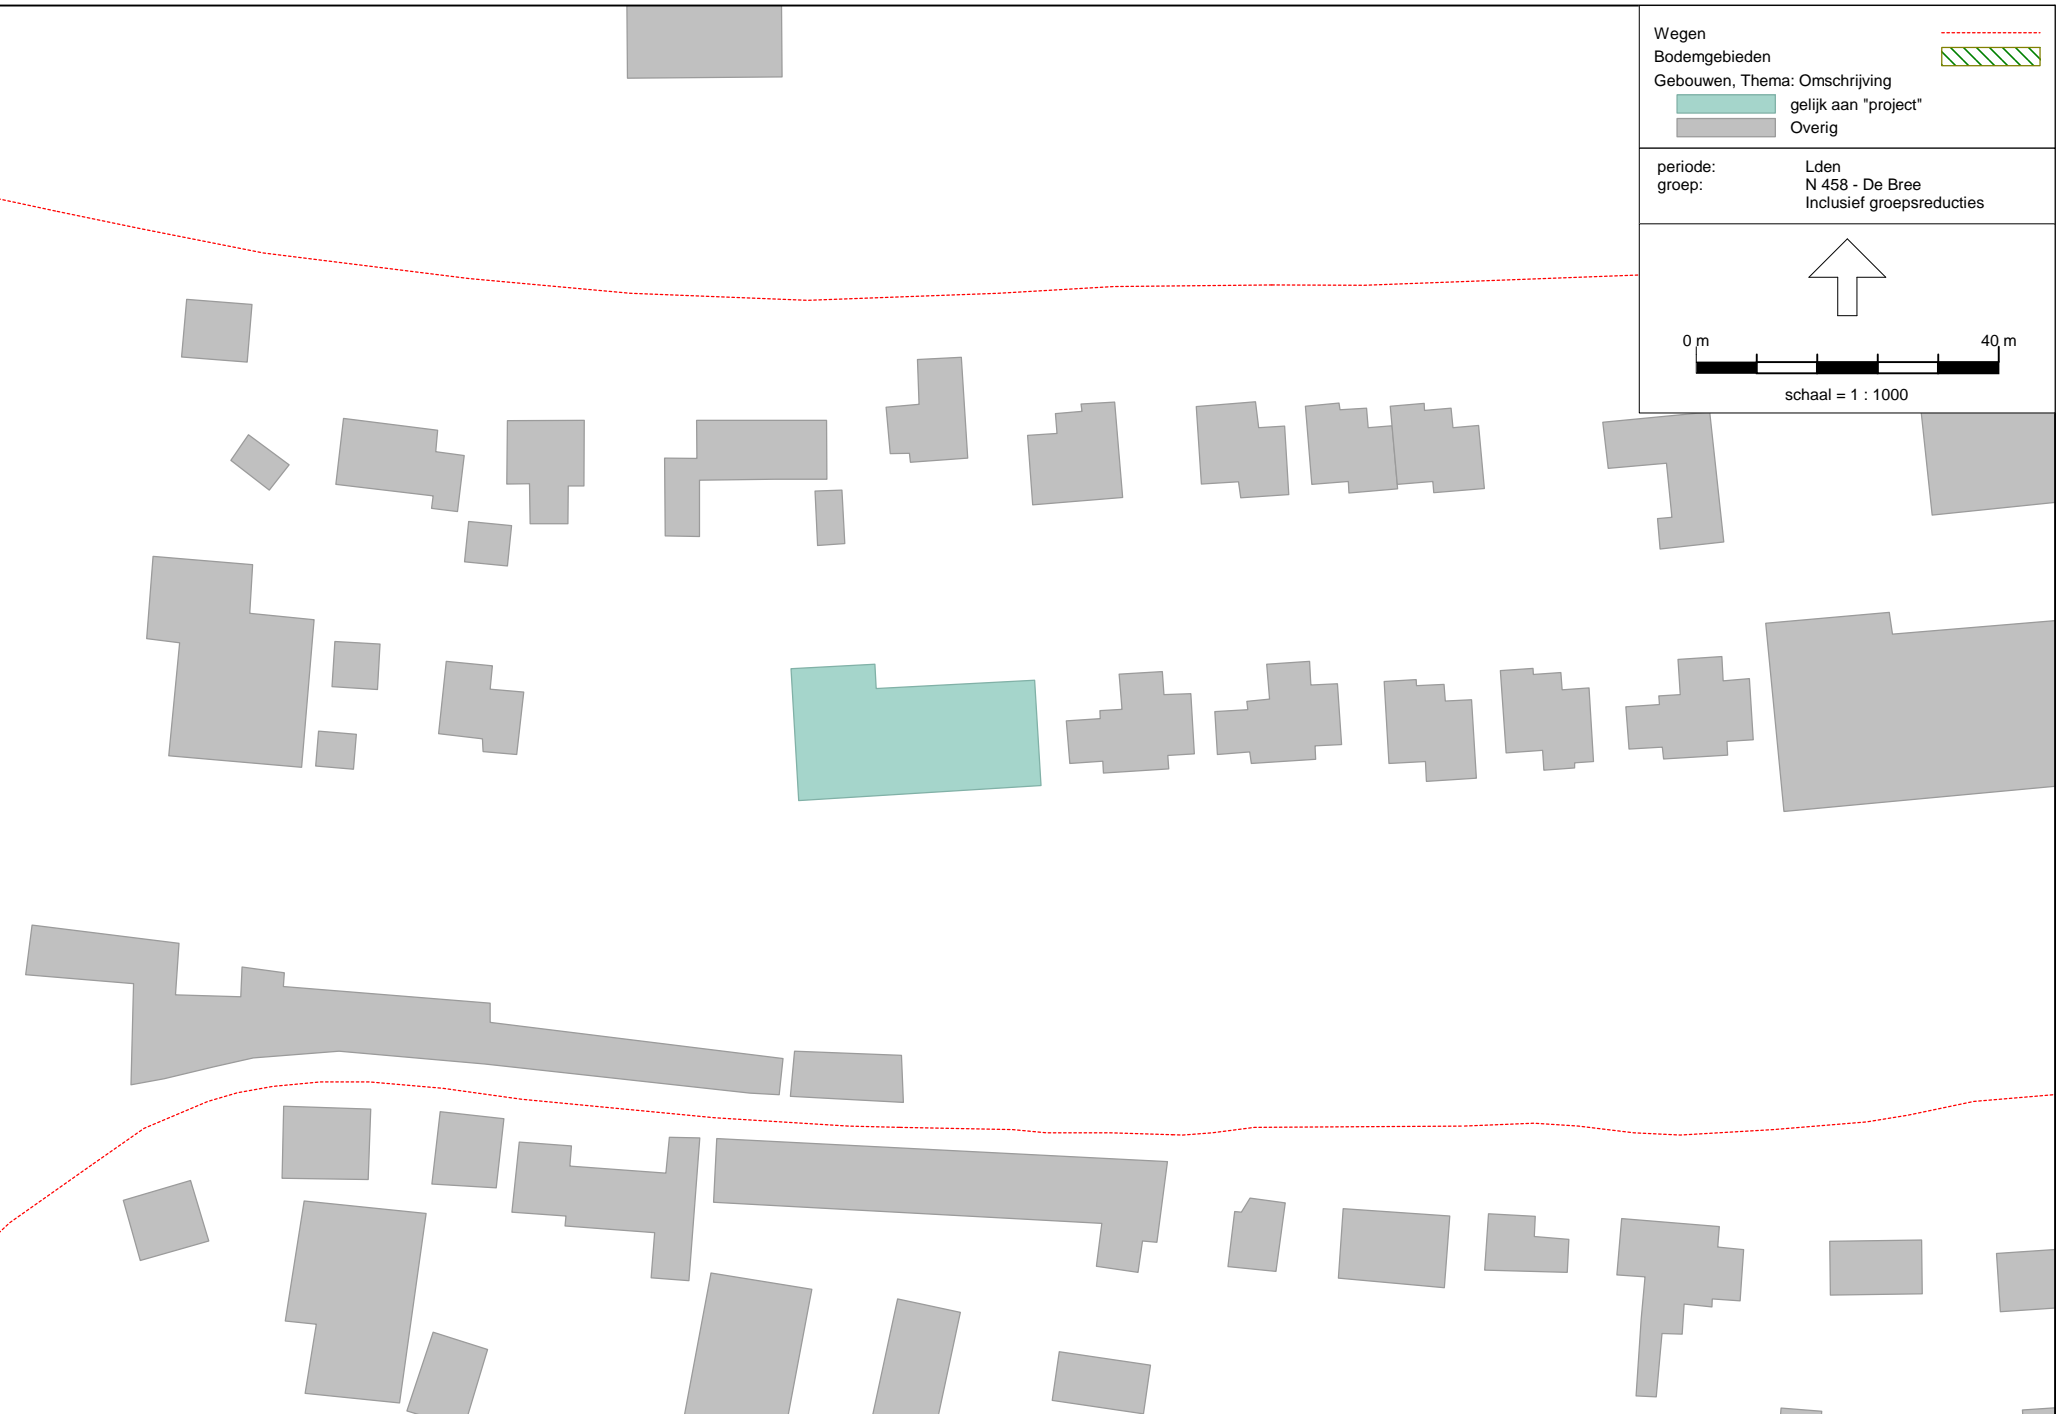 Wegen
Bodemgebieden
Gebouwen, Thema: Omschrijving
gelijk aan "project"
Overig
periode: Lden
groep: N 458 - De Bree
Inclusief groepsreducties
0 m 40 m
schaal = 1 : 1000